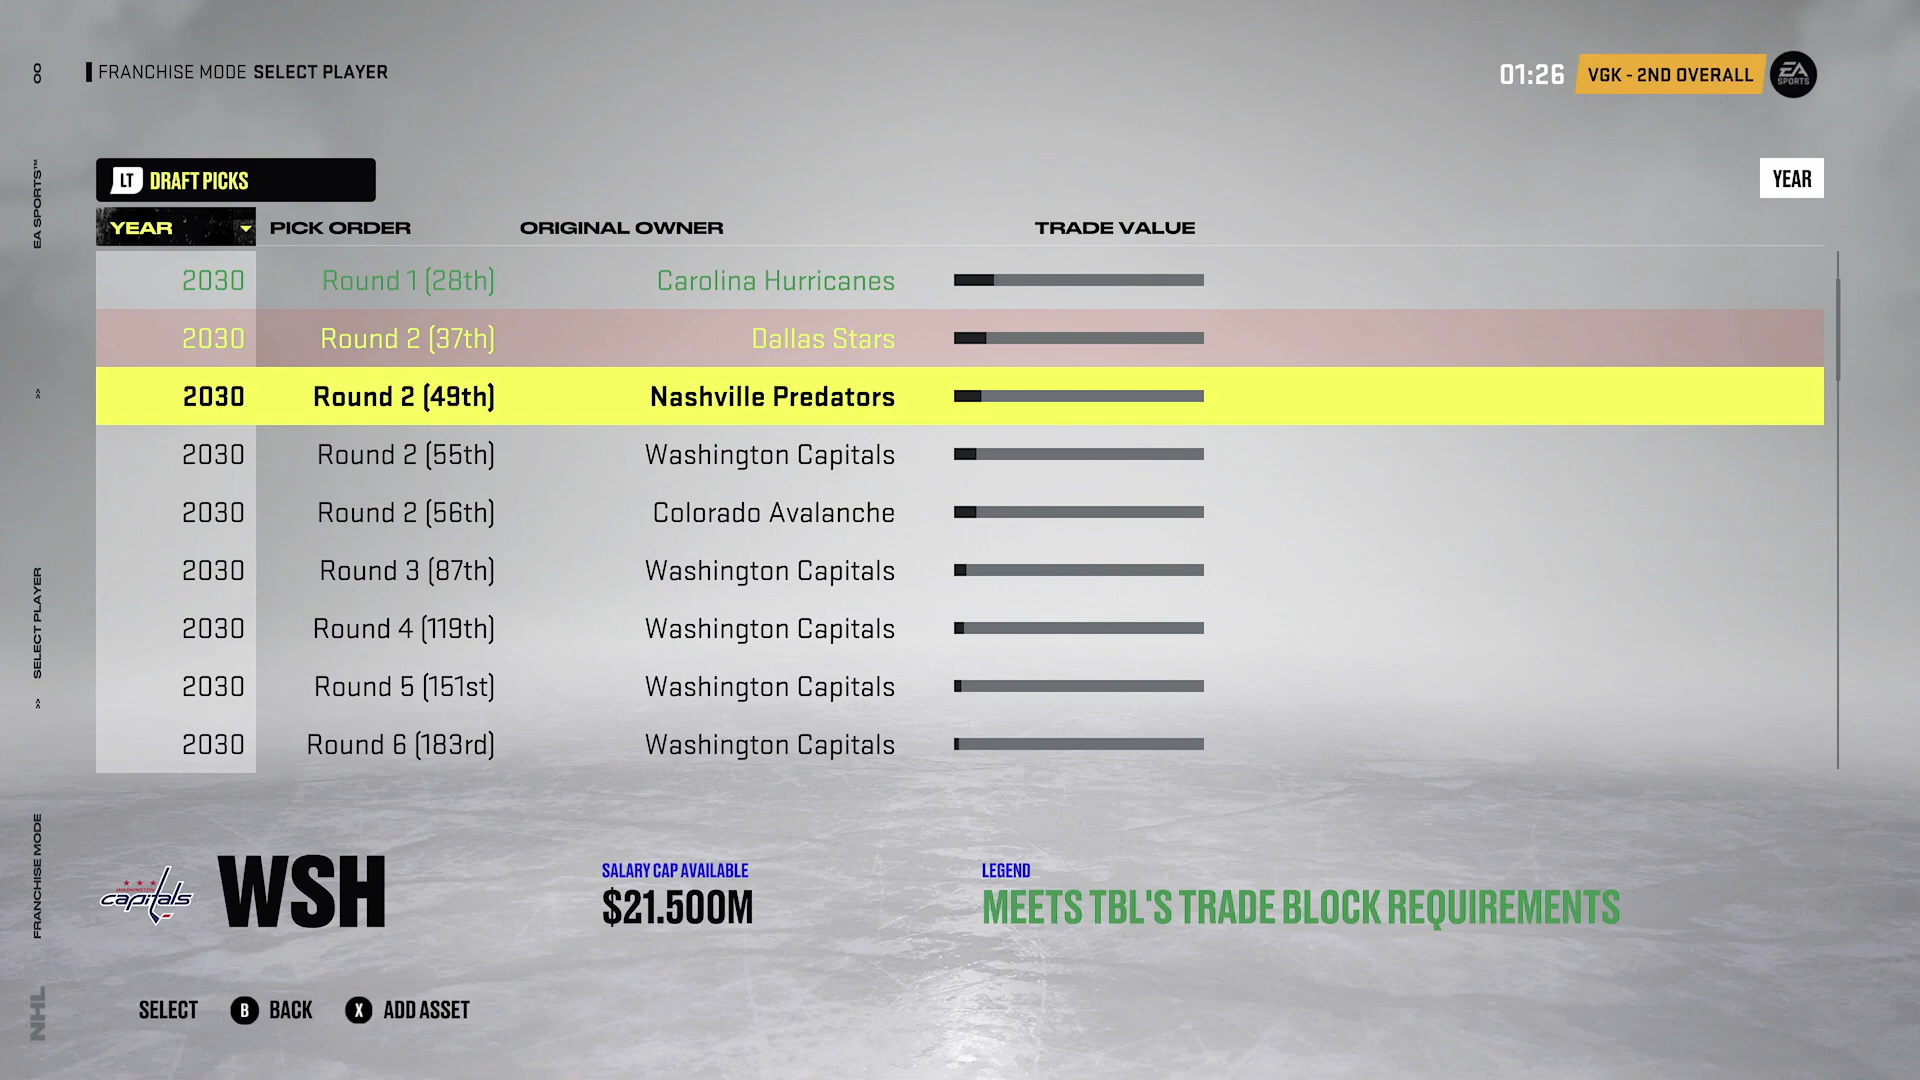 FRANCHISE MODE SELECT PLAYER
01:26
VGK - 2ND OVERALL
EA SPORTS
LT DRAFT PICKS
YEAR
YEAR PICK ORDER ORIGINAL OWNER TRADE VALUE
2030 Round 1 (28th) Carolina Hurricanes
2030 Round 2 (37th) Dallas Stars
2030 Round 2 (49th) Nashville Predators
2030 Round 2 (55th) Washington Capitals
2030 Round 2 (56th) Colorado Avalanche
2030 Round 3 (87th) Washington Capitals
2030 Round 4 (119th) Washington Capitals
2030 Round 5 (151st) Washington Capitals
2030 Round 6 (183rd) Washington Capitals
WASHINGTON
capitals
WSH
SALARY CAP AVAILABLE
$21.500M
LEGEND
MEETS TBL'S TRADE BLOCK REQUIREMENTS
SELECT B BACK X ADD ASSET
NHL
FRANCHISE MODE
>>
SELECT PLAYER
>>
EA SPORTS™